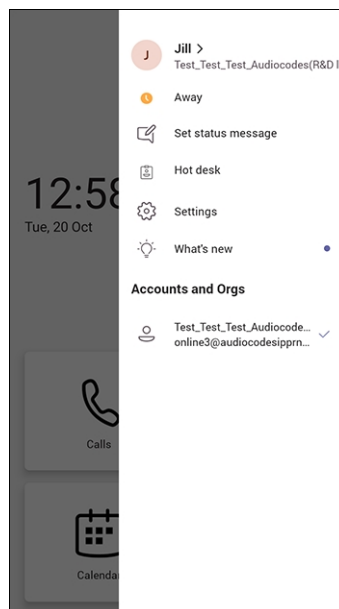 J
Jill >
Test_Test_Test_Audiocodes(R&D
Away
Set status message
Hot desk
Settings
What's new
Accounts and Orgs
Test_Test_Test_Audiocode...
online3@audiocodesipprn...
12:58
Tue, 20 Oct
Calls
Calenda